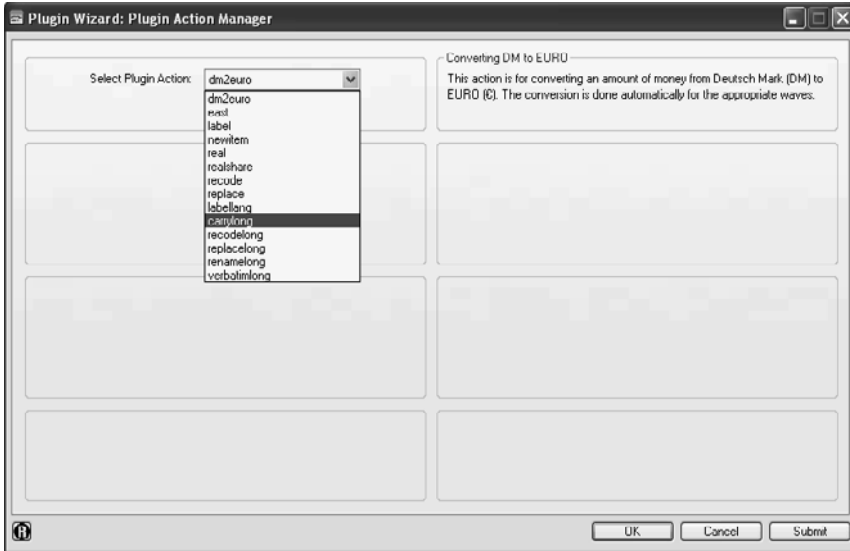 Plugin Wizard: Plugin Action Manager
Select Plugin Action:
dm2euro
dm2euro
east
label
newitem
real
realshare
recode
replace
labellang
carrylong
recodelong
replacelong
renamelong
verbatimlong
Converting DM to EURO
This action is for converting an amount of money from Deutsch Mark (DM) to
EURO (€). The conversion is done automatically for the appropriate waves.
R
OK
Cancel
Submit